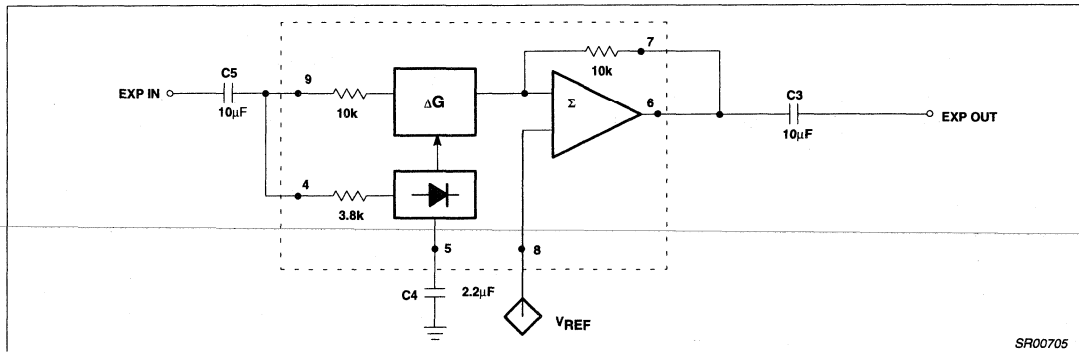 C5
EXP IN
10µF
9
10k
ΔG
10k
7
Σ
6
C3
10µF
EXP OUT
4
3.8k
5
8
C4
2.2µF
VREF
SR00705